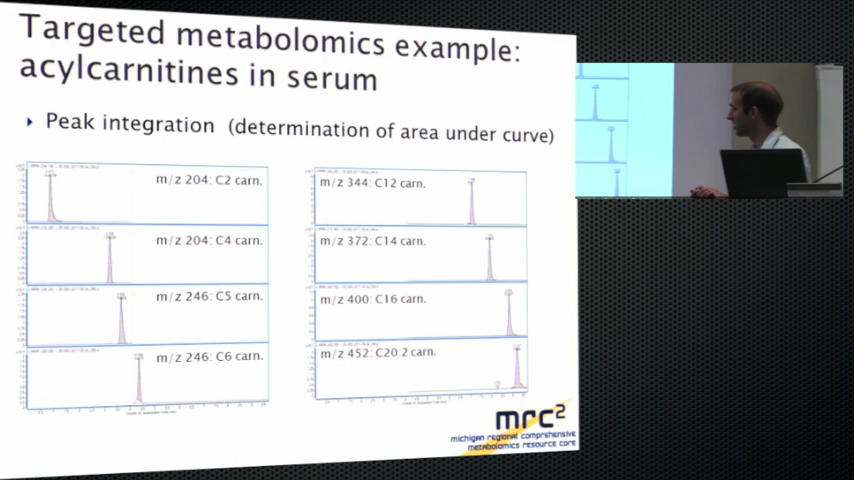 Targeted metabolomics example:
acylcarnitines in serum
Peak integration (determination of area under curve)
m/z 204: C2 carn.
m/z 204: C4 carn.
m/z 246: C5 carn.
m/z 246: C6 carn.
m/z 344: C12 carn.
m/z 372: C14 carn.
m/z 400: C16 carn.
m/z 452: C20:2 carn.
mrc2
michigan regional comprehensive
metabolomics resource core